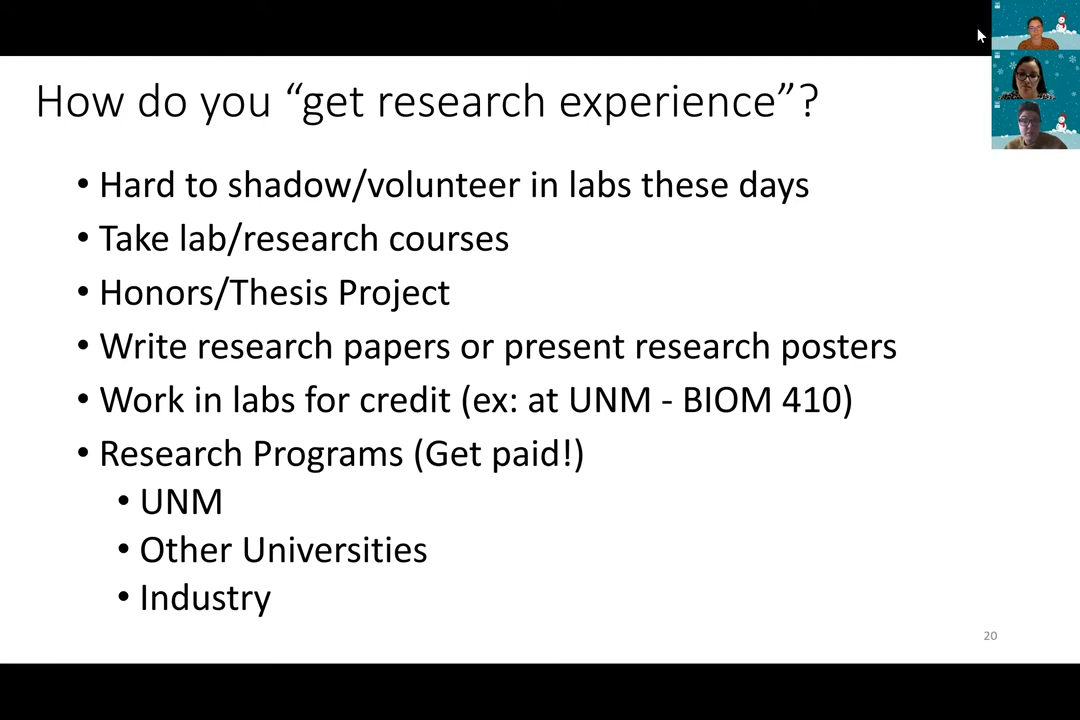 How do you “get research experience”?
• Hard to shadow/volunteer in labs these days
• Take lab/research courses
• Honors/Thesis Project
• Write research papers or present research posters
• Work in labs for credit (ex: at UNM - BIOM 410)
• Research Programs (Get paid!)
• UNM
• Other Universities
• Industry
20